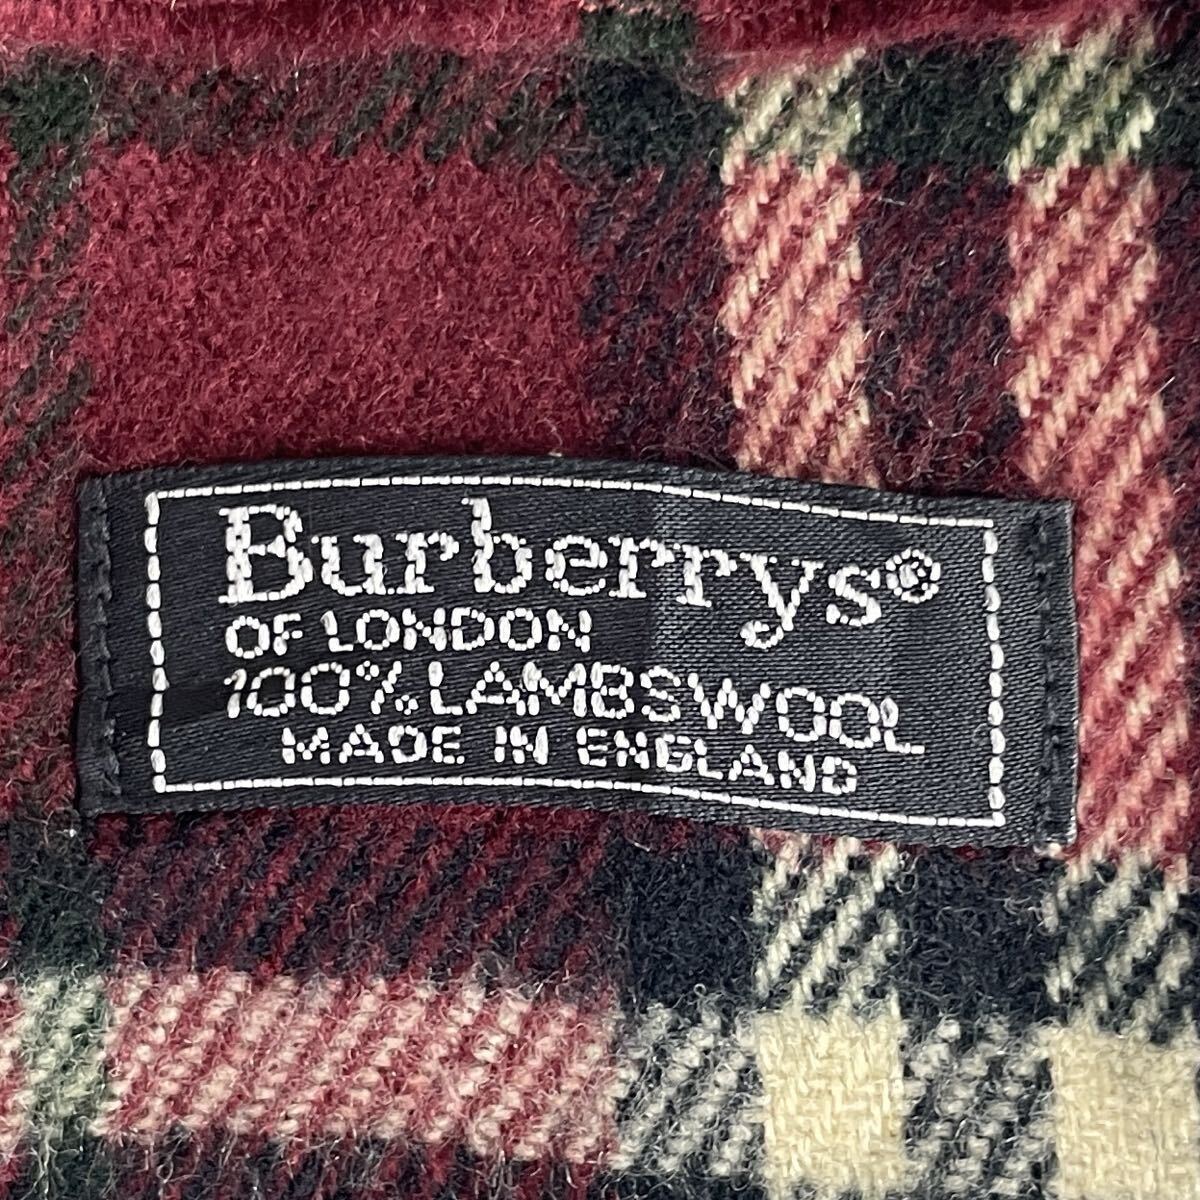 Burberrys®
OF LONDON
100% LAMBSWOOL
MADE IN ENGLAND